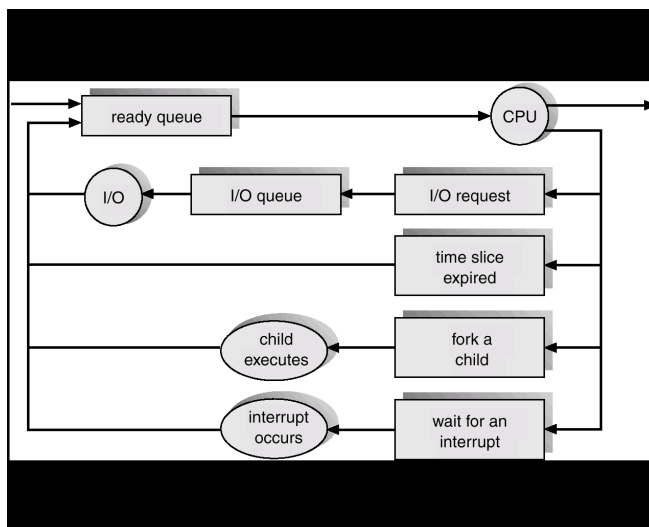 ready queue
CPU
I/O
I/O queue
I/O request
time slice
expired
child
executes
fork a
child
interrupt
occurs
wait for an
interrupt